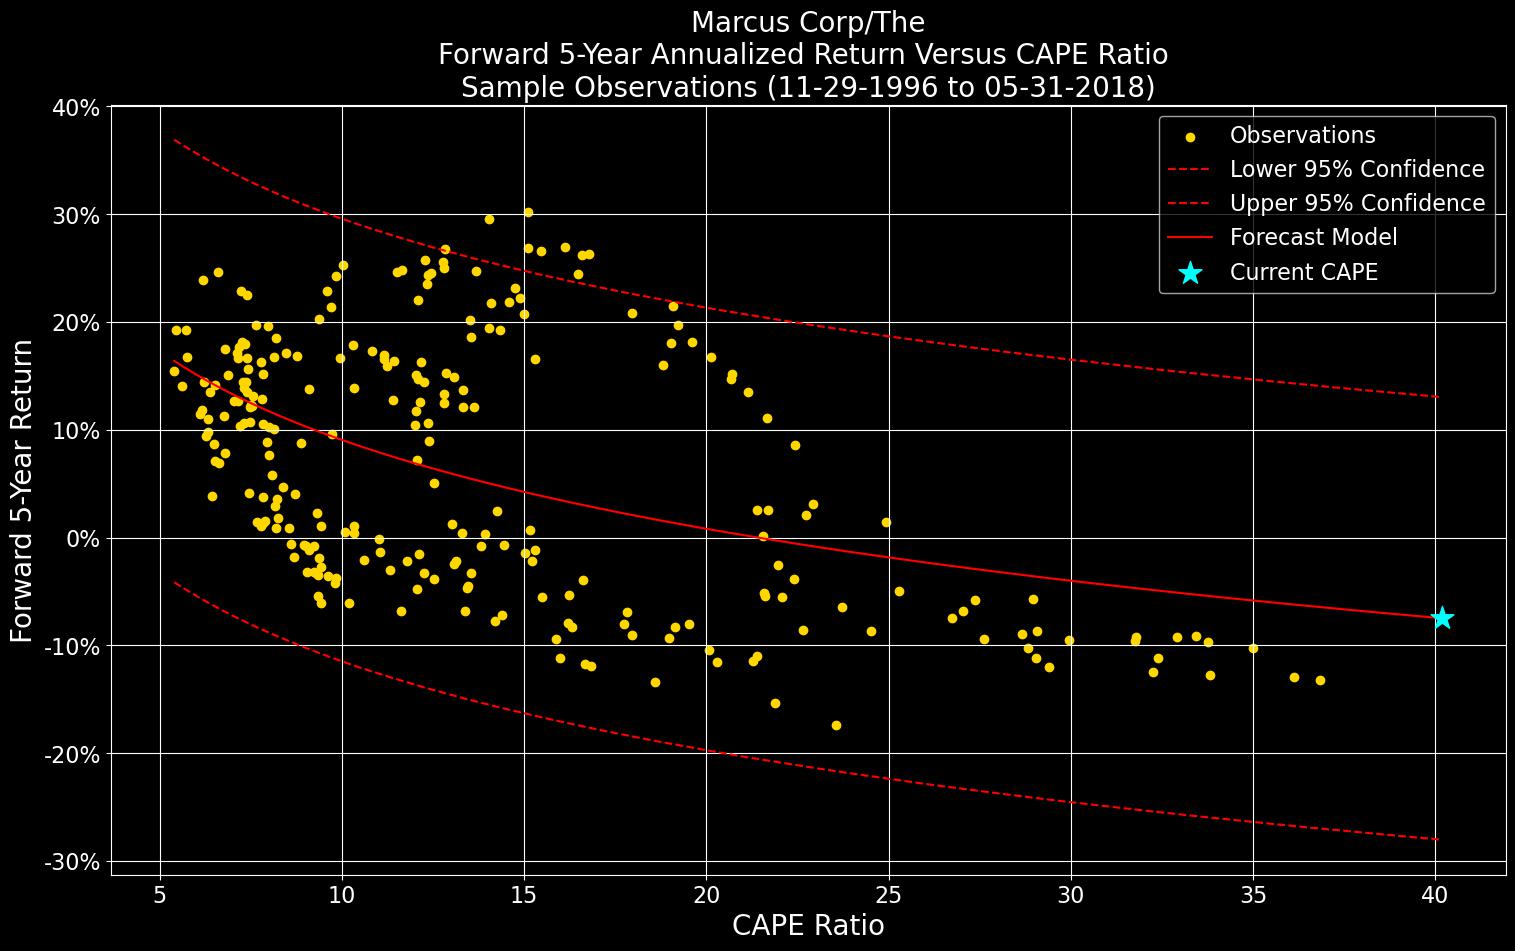 Marcus Corp/The
Forward 5-Year Annualized Return Versus CAPE Ratio
Sample Observations (11-29-1996 to 05-31-2018)
40%
30%
20%
10%
0%
-10%
-20%
-30%
Forward 5-Year Return
Observations
Lower 95% Confidence
Upper 95% Confidence
Forecast Model
Current CAPE
5 10 15 20 25 30 35 40
CAPE Ratio